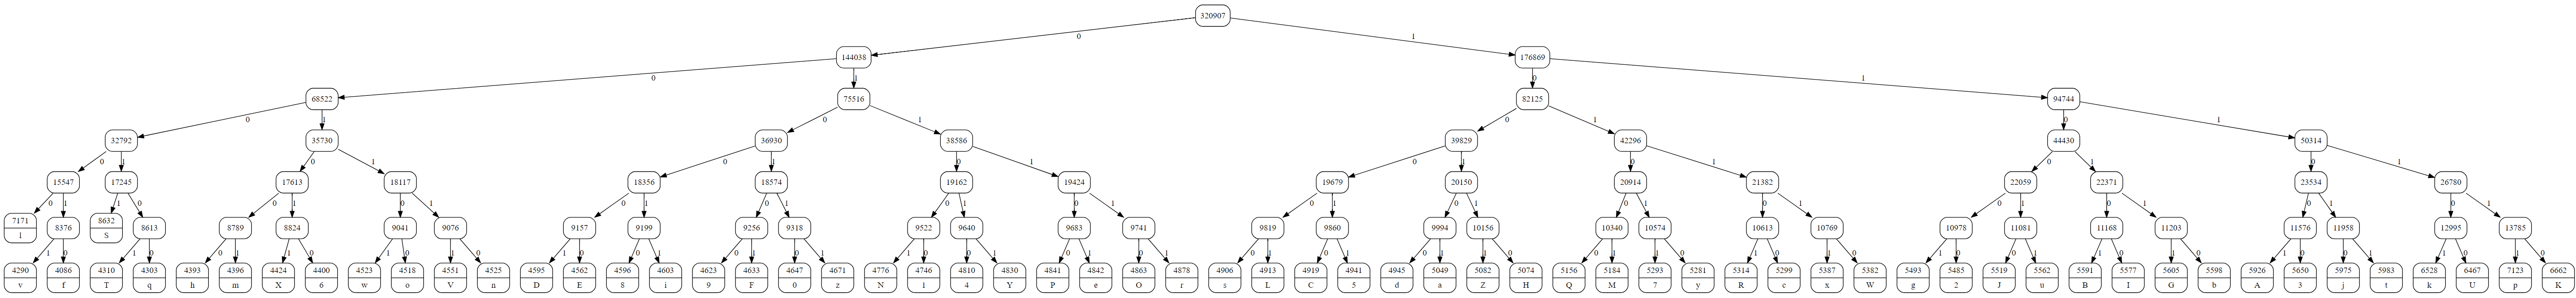 320907
0 1
144038 176869
0 1 0 1
68522 75516 82125 94744
0 1 0 1 0 1 0 1
32792 35730 36930 38586 39829 42296 44430 50314
0 1 0 1 0 1 0 1 0 1 0 1 0 1 0 1
15547 17245 17613 18117 18356 18574 19162 19424 19679 20150 20914 21382 22059 22371 23534 26780
0 1 1 0 0 1 0 1 0 1 0 1 0 1 0 1 0 1 0 1 0 1 0 1 0 1 0 1 0 1 0 1
7171 8376 8632 8613 8789 8824 9041 9076 9157 9199 9256 9318 9522 9640 9683 9741 9819 9860 9994 10156 10340 10574 10613 10769 10978 11081 11168 11203 11576 11958 12995 13785
1 S
1 0 1 0 0 1 1 0 1 0 1 0 1 0 0 1 0 1 0 1 1 0 0 1 0 1 0 1 0 1 0 1 0 1 1 0 0 1 1 0 1 0 1 0 1 0 0 1 1 0 1 0 1 0 0 1 1 0 1 0
4290 4086 4310 4303 4393 4396 4424 4400 4523 4518 4551 4525 4595 4562 4596 4603 4623 4633 4647 4671 4776 4746 4810 4830 4841 4842 4863 4878 4906 4913 4919 4941 4945 5049 5082 5074 5156 5184 5293 5281 5314 5299 5387 5382 5493 5485 5519 5562 5591 5577 5605 5598 5926 5650 5975 5983 6528 6467 7123 6662
v f T q h m X 6 w o V n D E 8 i 9 F 0 z N l 4 Y P e O r s L C 5 d a Z H Q M 7 y R c x W g 2 J u B I G b A 3 j t k U p K